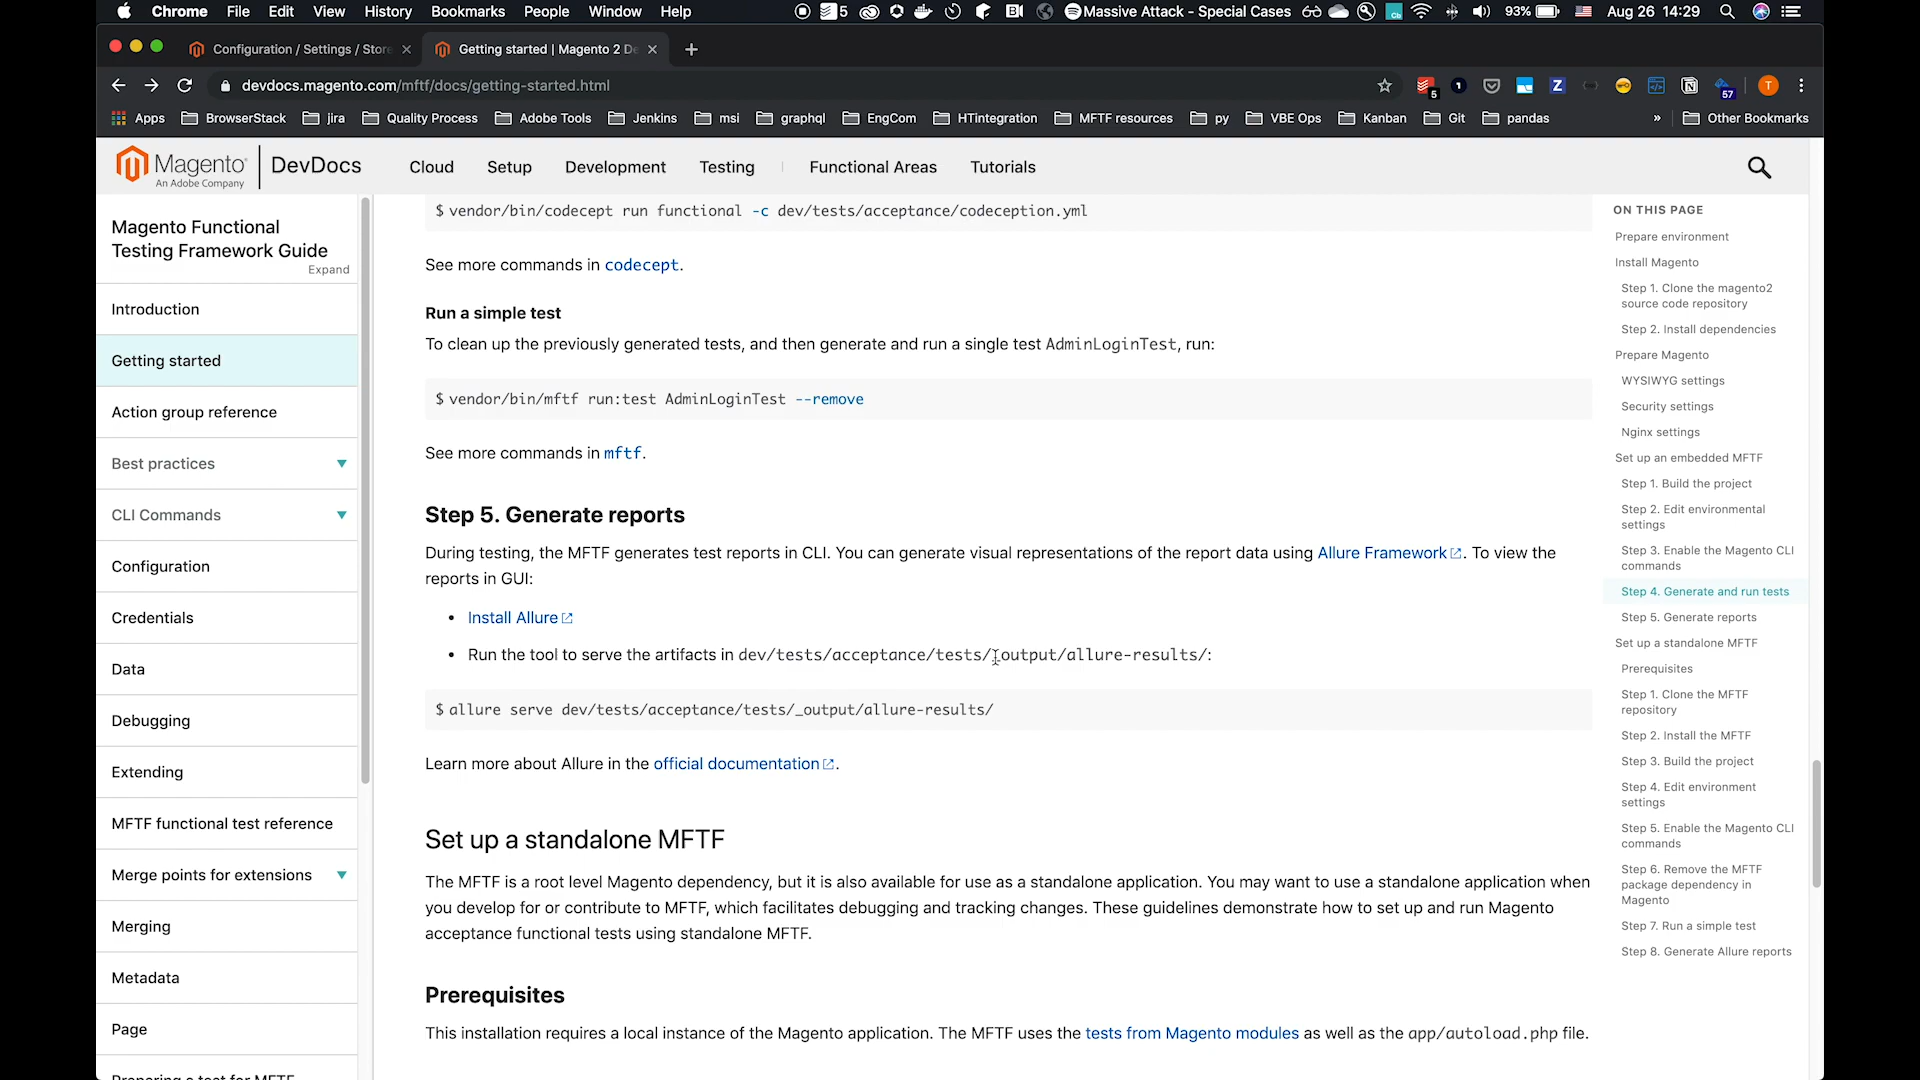 Chrome File Edit View History Bookmarks People Window Help 5 Massive Attack - Special Cases 93% Aug 26 14:29
Configuration / Settings / Store Getting started | Magento 2 De
devdocs.magento.com/mftf/docs/getting-started.html 5 1 Z 57 T
Apps BrowserStack jira Quality Process Adobe Tools Jenkins msi graphql EngCom HTintegration MFTF resources py VBE Ops Kanban Git pandas » Other Bookmarks
Magento An Adobe Company DevDocs Cloud Setup Development Testing Functional Areas Tutorials
Magento Functional
Testing Framework Guide
Expand
Introduction
Getting started
Action group reference
Best practices
CLI Commands
Configuration
Credentials
Data
Debugging
Extending
MFTF functional test reference
Merge points for extensions
Merging
Metadata
Page
Preparing a test for MFTF
$ vendor/bin/codecept run functional -c dev/tests/acceptance/codeception.yml
See more commands in codecept.
Run a simple test
To clean up the previously generated tests, and then generate and run a single test AdminLoginTest, run:
$ vendor/bin/mftf run:test AdminLoginTest --remove
See more commands in mftf.
Step 5. Generate reports
During testing, the MFTF generates test reports in CLI. You can generate visual representations of the report data using Allure Framework. To view the
reports in GUI:
• Install Allure
• Run the tool to serve the artifacts in dev/tests/acceptance/tests/_output/allure-results/:
$ allure serve dev/tests/acceptance/tests/_output/allure-results/
Learn more about Allure in the official documentation.
Set up a standalone MFTF
The MFTF is a root level Magento dependency, but it is also available for use as a standalone application. You may want to use a standalone application when
you develop for or contribute to MFTF, which facilitates debugging and tracking changes. These guidelines demonstrate how to set up and run Magento
acceptance functional tests using standalone MFTF.
Prerequisites
This installation requires a local instance of the Magento application. The MFTF uses the tests from Magento modules as well as the app/autoload.php file.
ON THIS PAGE
Prepare environment
Install Magento
Step 1. Clone the magento2
source code repository
Step 2. Install dependencies
Prepare Magento
WYSIWYG settings
Security settings
Nginx settings
Set up an embedded MFTF
Step 1. Build the project
Step 2. Edit environmental
settings
Step 3. Enable the Magento CLI
commands
Step 4. Generate and run tests
Step 5. Generate reports
Set up a standalone MFTF
Prerequisites
Step 1. Clone the MFTF
repository
Step 2. Install the MFTF
Step 3. Build the project
Step 4. Edit environment
settings
Step 5. Enable the Magento CLI
commands
Step 6. Remove the MFTF
package dependency in
Magento
Step 7. Run a simple test
Step 8. Generate Allure reports